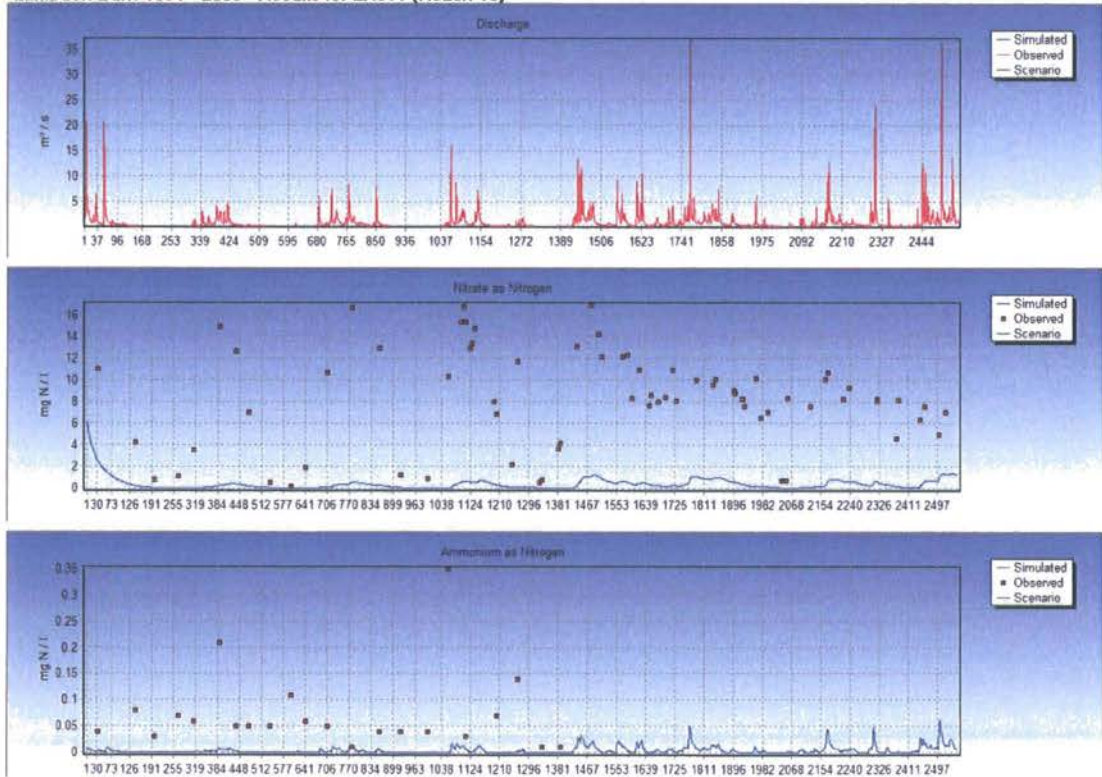 Discharge
Simulated
Observed
Scenario
m³ / s
35
30
25
20
15
10
5
1 37 96 168 253 339 424 509 595 680 765 850 936 1037 1154 1272 1389 1506 1623 1741 1858 1975 2092 2210 2327 2444
Nitrate as Nitrogen
Simulated
Observed
Scenario
mg N / l
16
14
12
10
8
6
4
2
0
1 30 73 126 191 255 319 384 448 512 577 641 706 770 834 899 963 1038 1124 1210 1296 1381 1467 1553 1639 1725 1811 1896 1982 2068 2154 2240 2326 2411 2497
Ammonium as Nitrogen
Simulated
Observed
Scenario
mg N / l
0.35
0.3
0.25
0.2
0.15
0.1
0.05
0
1 30 73 126 191 255 319 384 448 512 577 641 706 770 834 899 963 1038 1124 1210 1296 1381 1467 1553 1639 1725 1811 1896 1982 2068 2154 2240 2326 2411 2497